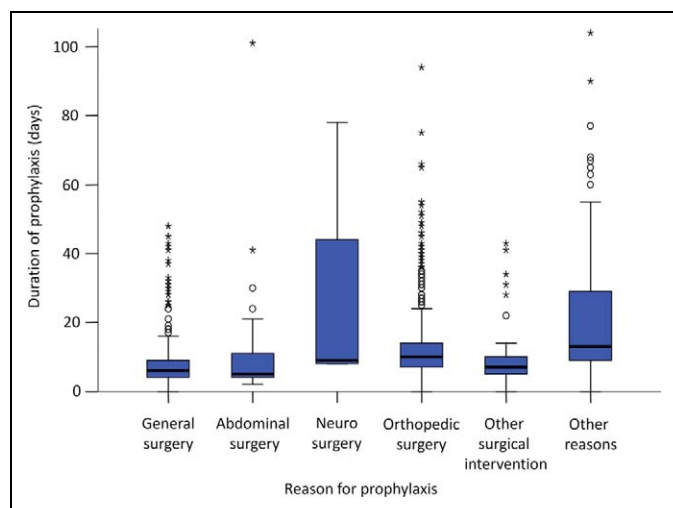 Duration of prophylaxis (days)
100
80
60
40
20
0
General
surgery
Abdominal
surgery
Neuro
surgery
Orthopedic
surgery
Other
surgical
intervention
Other
reasons
Reason for prophylaxis